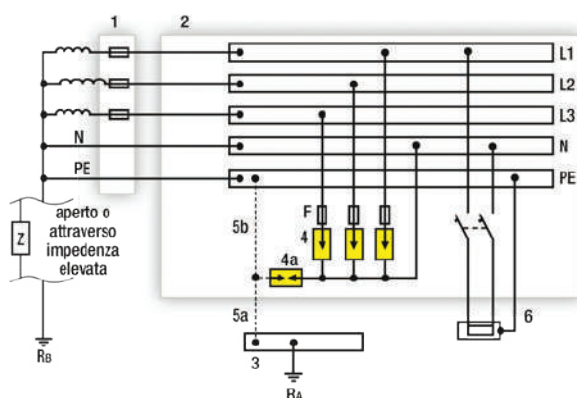 1
2
L1
L2
L3
N
N
PE
PE
Z
aperto o
attraverso
impedenza
elevata
5b
F
4
4a
5a
3
6
RB
RA